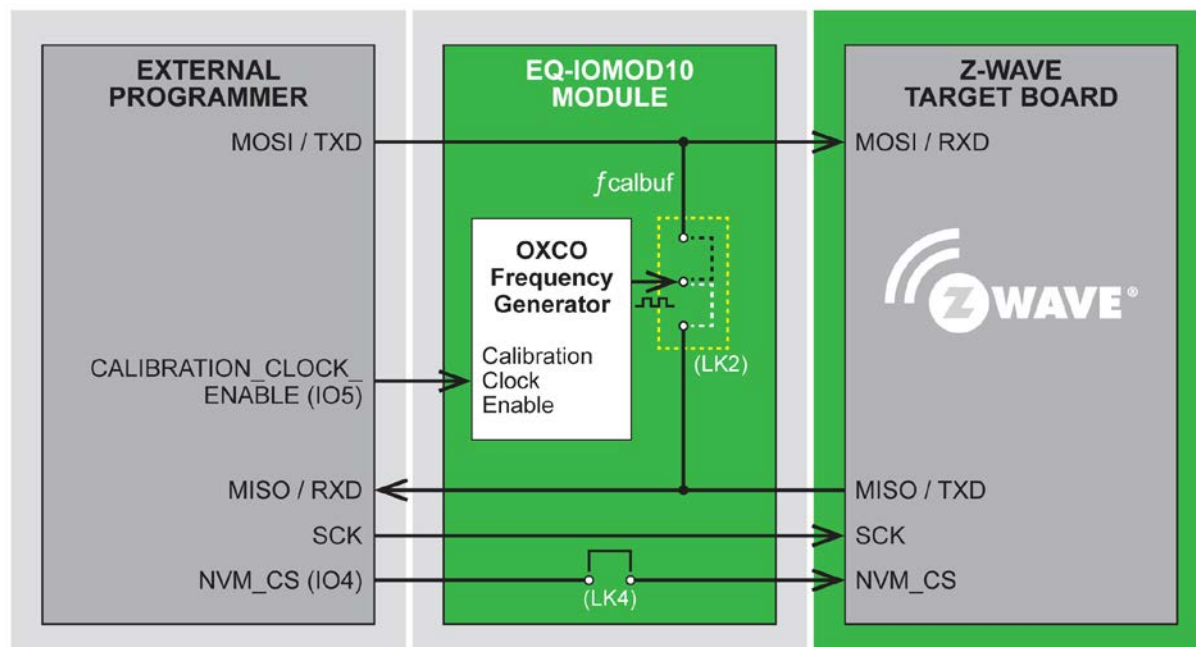 EXTERNAL
PROGRAMMER
MOSI / TXD
CALIBRATION_CLOCK_
ENABLE (IO5)
MISO / RXD
SCK
NVM_CS (IO4)
EQ-IOMOD10
MODULE
ƒcalbuf
OXCO
Frequency
Generator
Calibration
Clock
Enable
(LK2)
(LK4)
Z-WAVE
TARGET BOARD
MOSI / RXD
Z WAVE®
MISO / TXD
SCK
NVM_CS